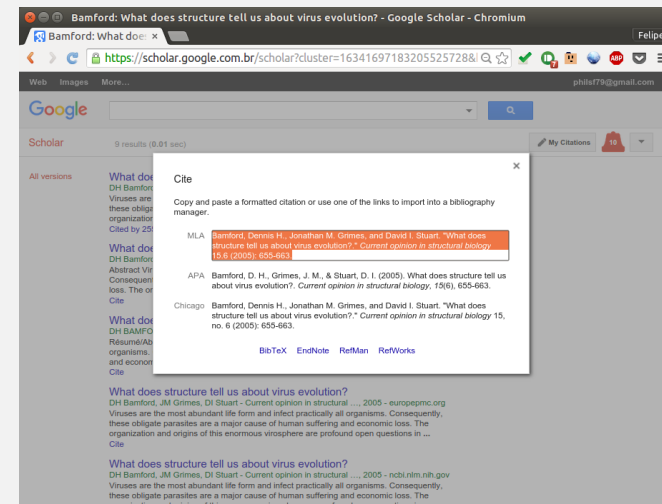 Bamford: What does structure tell us about virus evolution? - Google Scholar - Chromium
Bamford: What doe
Felipe
https://scholar.google.com.br/scholar?cluster=16341697183205525728&
ABP
Web Images More... philsf79@gmail.com
Google
Scholar 9 results (0.01 sec) My Citations 10
All versions
What doe
DH Bamford
Viruses are
these obliga
organization
Cited by 25
What doe
DH Bamford
Abstract Vir
Consequent
loss. The or
Cite
What doe
DH BAMFO
Résumé/Ab
organisms.
and econom
Cite
Cite
Copy and paste a formatted citation or use one of the links to import into a bibliography
manager.
MLA Bamford, Dennis H., Jonathan M. Grimes, and David I. Stuart. "What does
structure tell us about virus evolution?." Current opinion in structural biology
15.6 (2005): 655-663.
APA Bamford, D. H., Grimes, J. M., & Stuart, D. I. (2005). What does structure tell us
about virus evolution?. Current opinion in structural biology, 15(6), 655-663.
Chicago Bamford, Dennis H., Jonathan M. Grimes, and David I. Stuart. "What does
structure tell us about virus evolution?." Current opinion in structural biology 15,
no. 6 (2005): 655-663.
BibTeX EndNote RefMan RefWorks
What does structure tell us about virus evolution?
DH Bamford, JM Grimes, DI Stuart - Current opinion in structural ..., 2005 - europepmc.org
Viruses are the most abundant life form and infect practically all organisms. Consequently,
these obligate parasites are a major cause of human suffering and economic loss. The
organization and origins of this enormous virosphere are profound open questions in ...
Cite
What does structure tell us about virus evolution?
DH Bamford, JM Grimes, DI Stuart - Current opinion in structural ..., 2005 - ncbi.nlm.nih.gov
Viruses are the most abundant life form and infect practically all organisms. Consequently,
these obligate parasites are a major cause of human suffering and economic loss. The